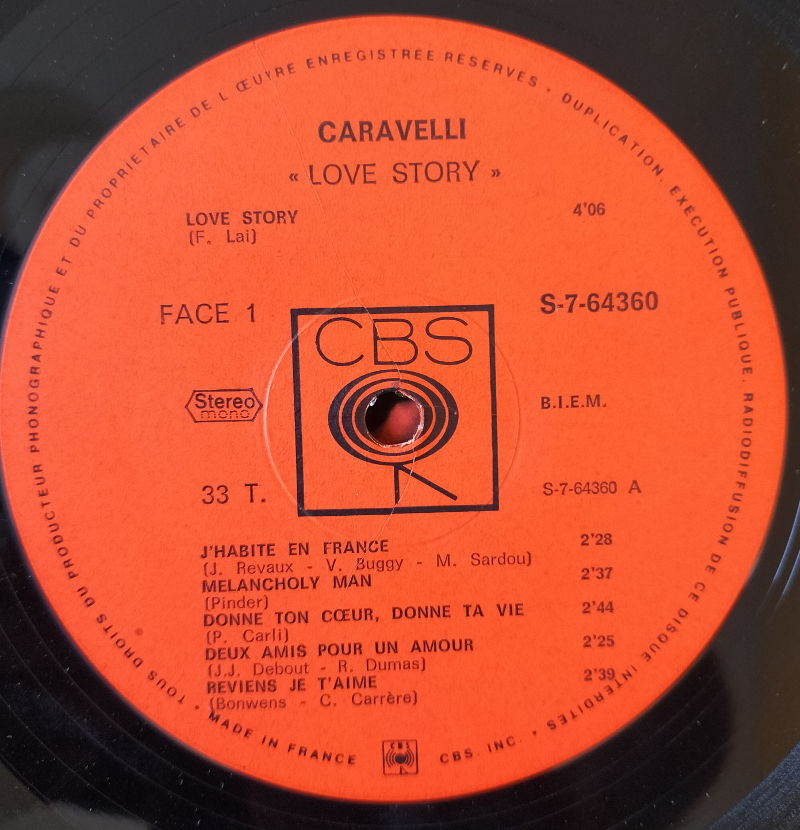 TOUS DROITS DU PRODUCTEUR PHONOGRAPHIQUE ET DU PROPRIETAIRE DE L ŒUVRE ENREGISTRÉE RESERVES • DUPLICATION. EXÉCUTION PUBLIQUE. RADIODIFFUSION DE CE DISQUE INTERDITES •
CARAVELLI
« LOVE STORY »
LOVE STORY 4'06
(F. Lai)
FACE 1
S-7-64360
CBS
Stereo
mono
B.I.E.M.
33 T.
S-7-64360 A
J'HABITE EN FRANCE 2'28
(J. Revaux - V. Buggy - M. Sardou)
MELANCHOLY MAN 2'37
(Pinder)
DONNE TON CŒUR, DONNE TA VIE 2'44
(P. Carli)
DEUX AMIS POUR UN AMOUR 2'25
(J.J. Debout - R. Dumas)
REVIENS JE T'AIME 2'39
(Bonwens - C. Carrère)
• MADE IN FRANCE
CBS
CBS. INC.